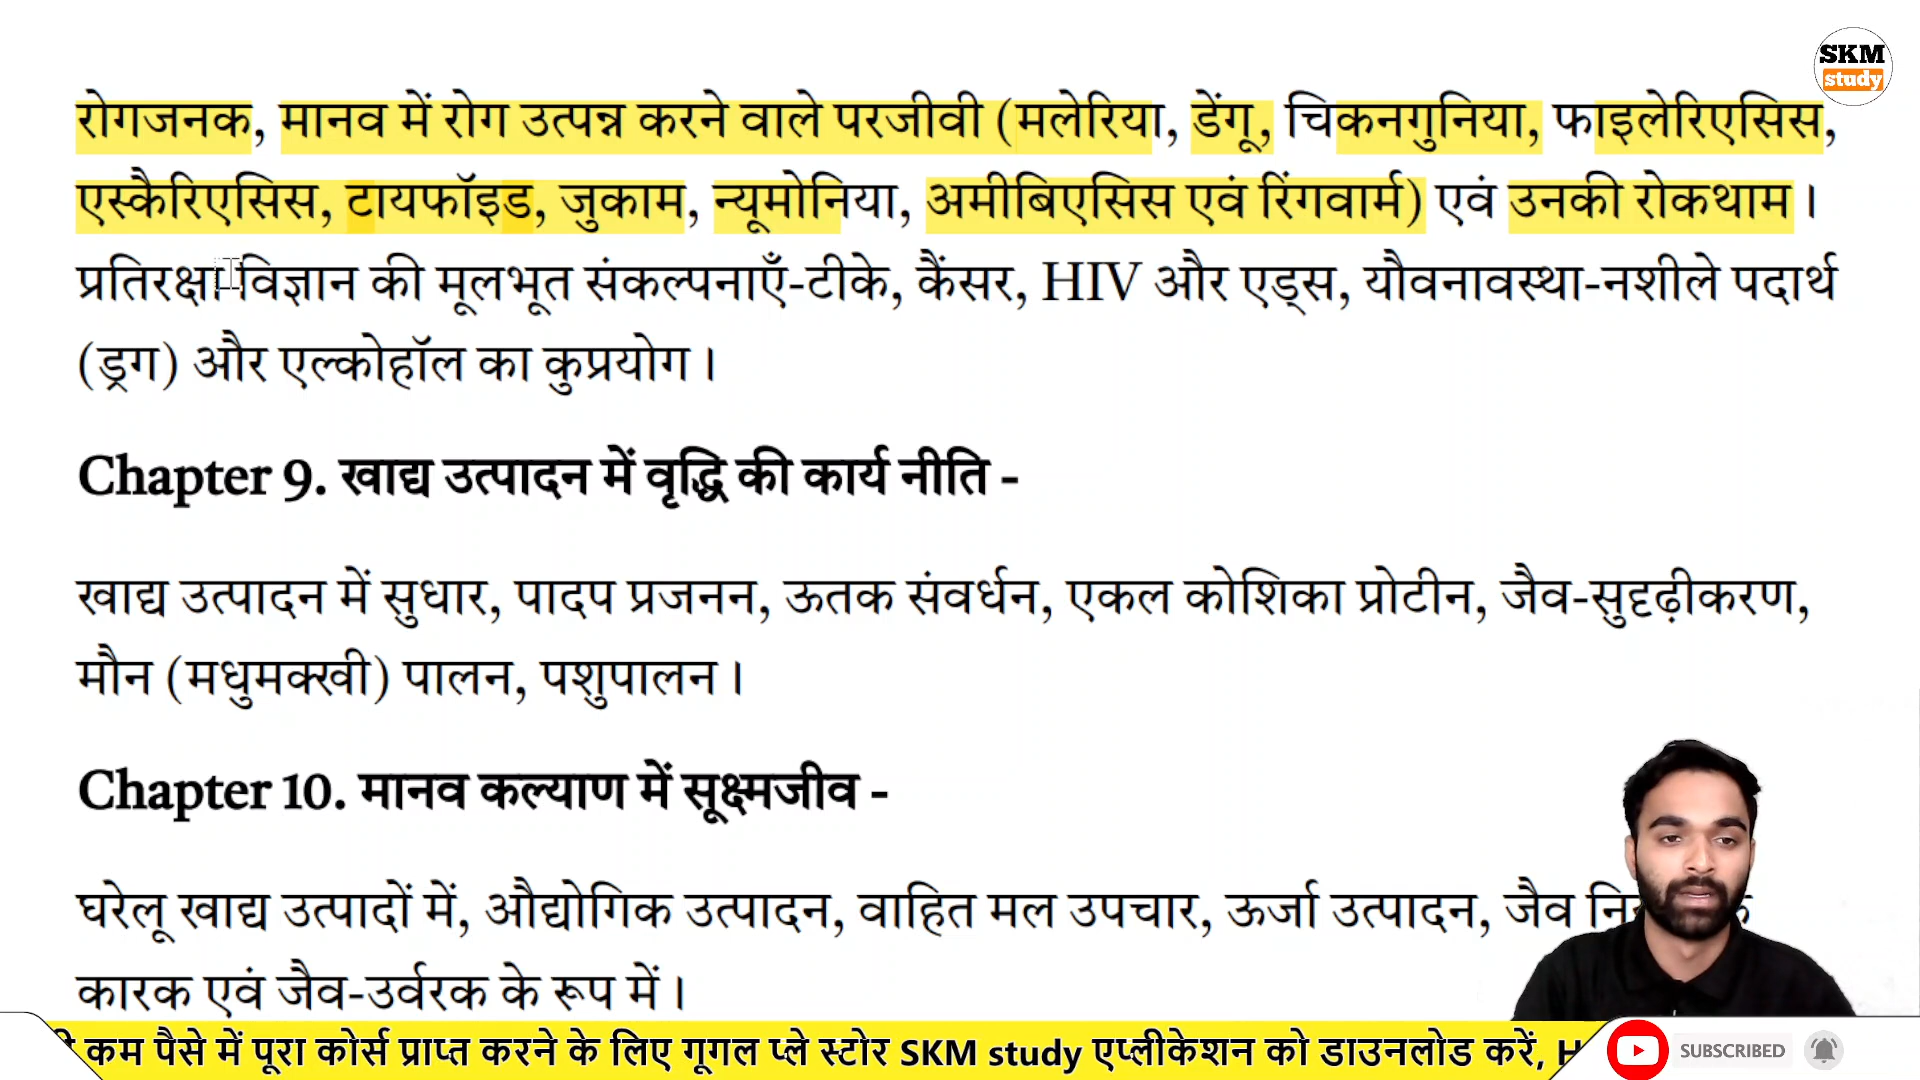 SKM
study
रोगजनक, मानव में रोग उत्पन्न करने वाले परजीवी (मलेरिया, डेंगू, चिकनगुनिया, फाइलेरिएसिस,
एस्कैरिएसिस, टायफॉइड, जुकाम, न्यूमोनिया, अमीबिएसिस एवं रिंगवार्म) एवं उनकी रोकथाम।
प्रतिरक्षा विज्ञान की मूलभूत संकल्पनाएँ-टीके, कैंसर, HIV और एड्स, यौवनावस्था-नशीले पदार्थ
(ड्रग) और एल्कोहॉल का कुप्रयोग।
Chapter 9. खाद्य उत्पादन में वृद्धि की कार्य नीति -
खाद्य उत्पादन में सुधार, पादप प्रजनन, ऊतक संवर्धन, एकल कोशिका प्रोटीन, जैव-सुदृढ़ीकरण,
मौन (मधुमक्खी) पालन, पशुपालन।
Chapter 10. मानव कल्याण में सूक्ष्मजीव -
घरेलू खाद्य उत्पादों में, औद्योगिक उत्पादन, वाहित मल उपचार, ऊर्जा उत्पादन, जैव
कारक एवं जैव-उर्वरक के रूप में।
कम पैसे में पूरा कोर्स प्राप्त करने के लिए गूगल प्ले स्टोर SKM study एप्लीकेशन को डाउनलोड करें,
SUBSCRIBED